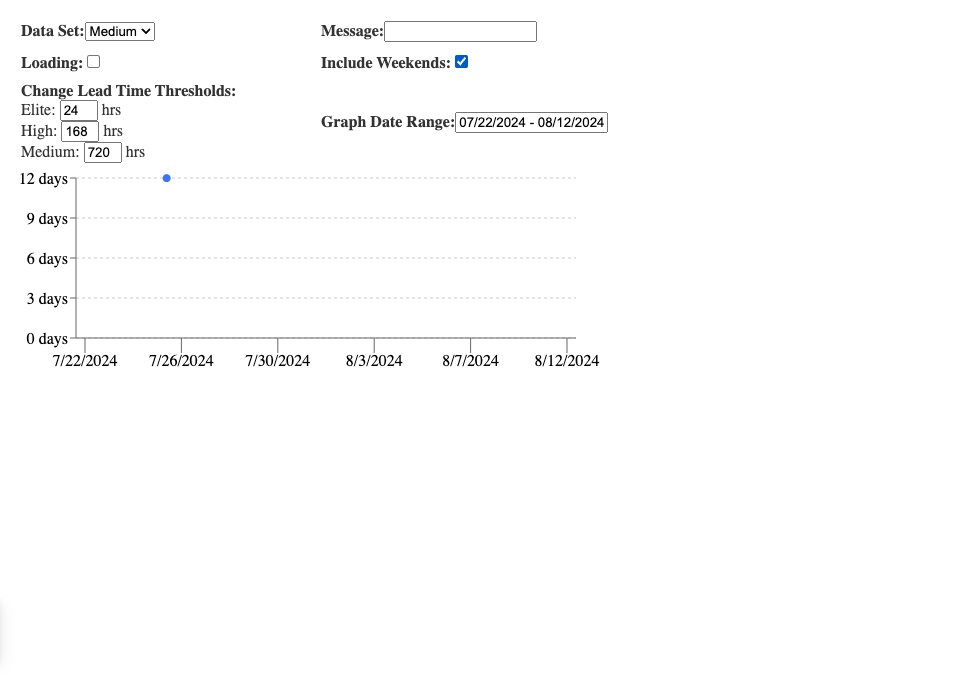 Data Set: Medium
Message:
Loading:
Include Weekends:
Change Lead Time Thresholds:
Elite: 24 hrs
High: 168 hrs
Medium: 720 hrs
Graph Date Range: 07/22/2024 - 08/12/2024
12 days
9 days
6 days
3 days
0 days
7/22/2024 7/26/2024 7/30/2024 8/3/2024 8/7/2024 8/12/2024